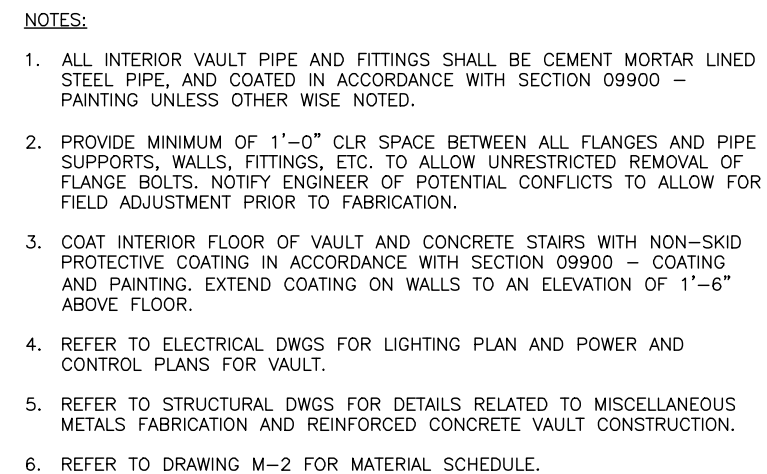 NOTES:
1. ALL INTERIOR VAULT PIPE AND FITTINGS SHALL BE CEMENT MORTAR LINED
STEEL PIPE, AND COATED IN ACCORDANCE WITH SECTION 09900 –
PAINTING UNLESS OTHER WISE NOTED.
2. PROVIDE MINIMUM OF 1'–0” CLR SPACE BETWEEN ALL FLANGES AND PIPE
SUPPORTS, WALLS, FITTINGS, ETC. TO ALLOW UNRESTRICTED REMOVAL OF
FLANGE BOLTS. NOTIFY ENGINEER OF POTENTIAL CONFLICTS TO ALLOW FOR
FIELD ADJUSTMENT PRIOR TO FABRICATION.
3. COAT INTERIOR FLOOR OF VAULT AND CONCRETE STAIRS WITH NON–SKID
PROTECTIVE COATING IN ACCORDANCE WITH SECTION 09900 – COATING
AND PAINTING. EXTEND COATING ON WALLS TO AN ELEVATION OF 1'–6”
ABOVE FLOOR.
4. REFER TO ELECTRICAL DWGS FOR LIGHTING PLAN AND POWER AND
CONTROL PLANS FOR VAULT.
5. REFER TO STRUCTURAL DWGS FOR DETAILS RELATED TO MISCELLANEOUS
METALS FABRICATION AND REINFORCED CONCRETE VAULT CONSTRUCTION.
6. REFER TO DRAWING M–2 FOR MATERIAL SCHEDULE.